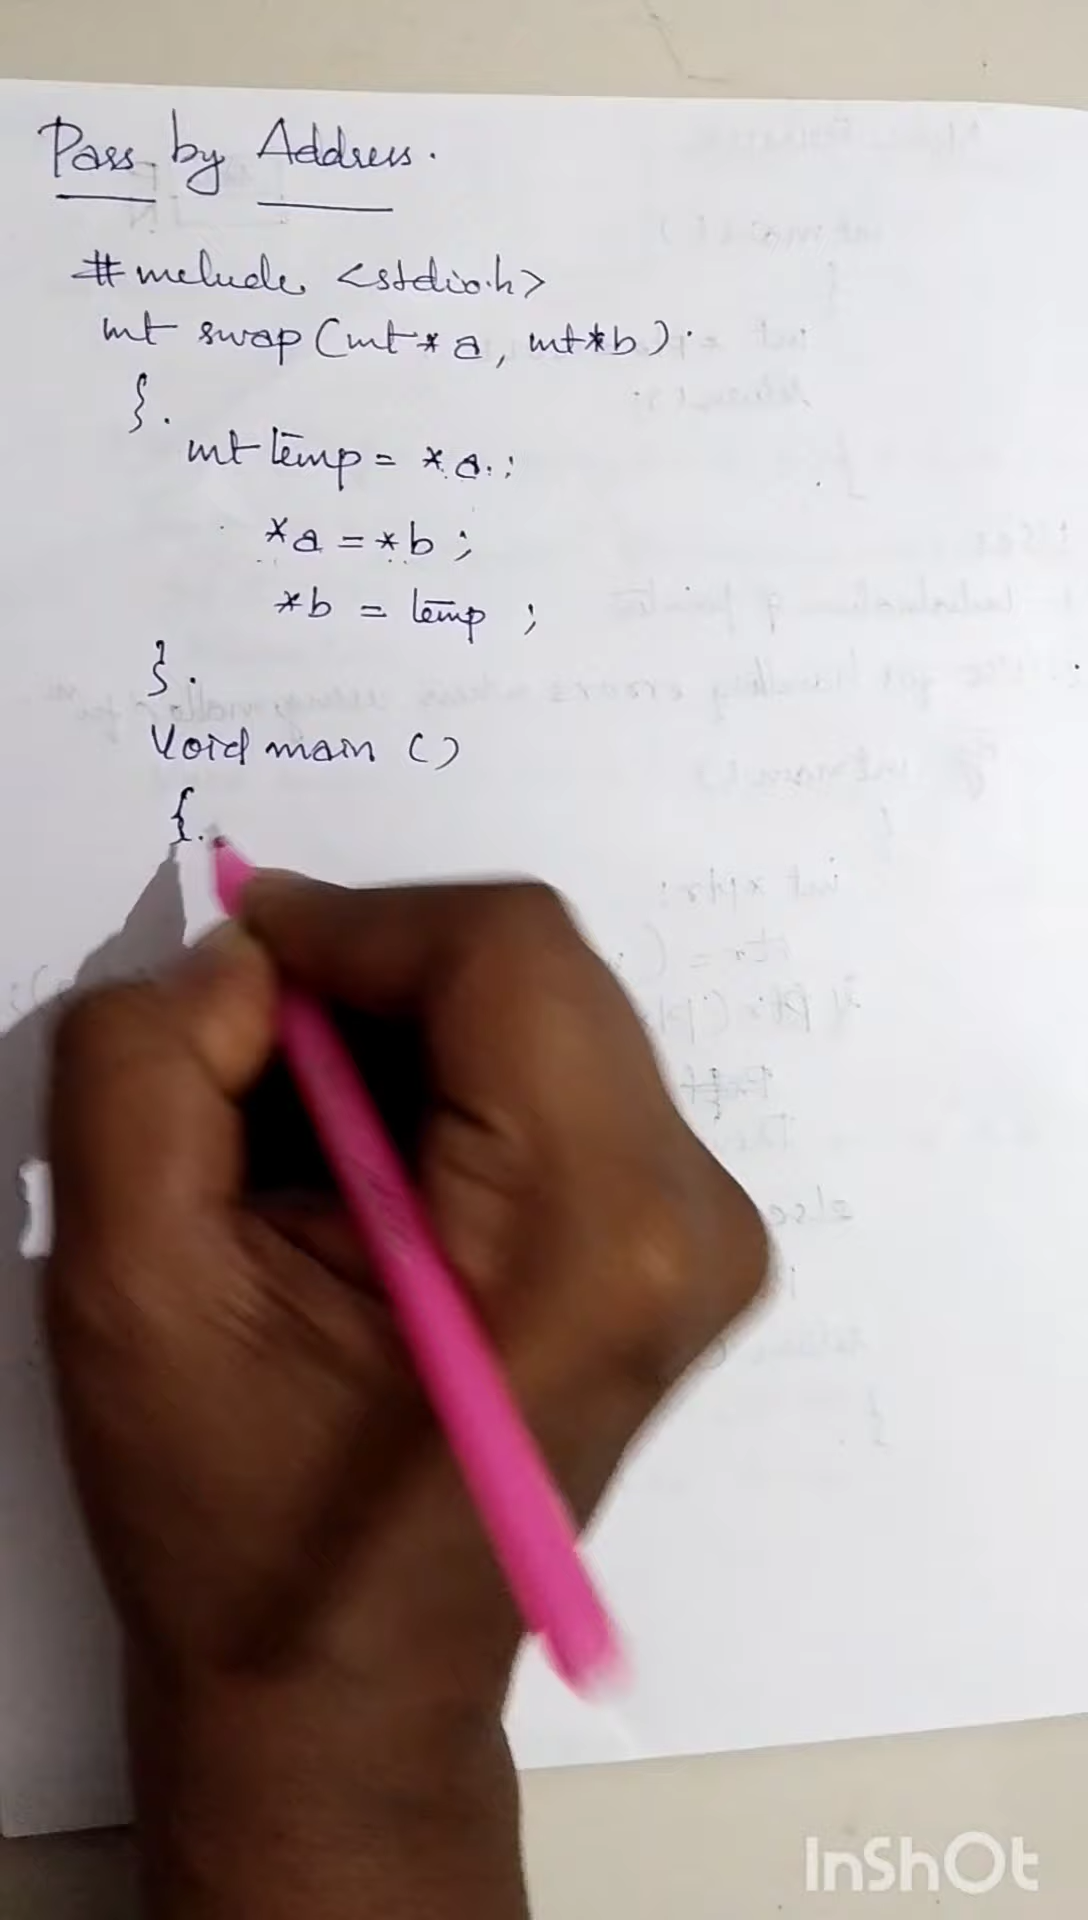 Pass by Address.
#include <stdio.h>
int swap (int * a, int * b)
{
int temp = *a ;
*a = *b ;
*b = temp ;
}
void main ()
{
InShOt